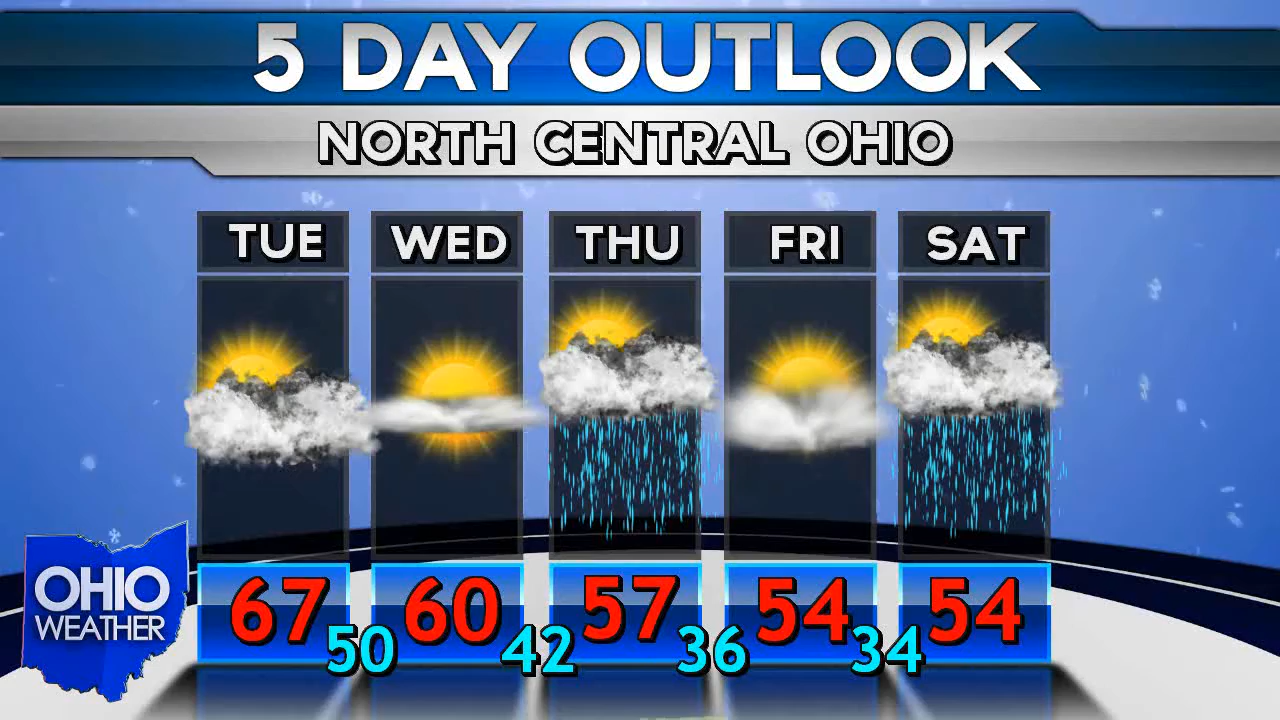 5 DAY OUTLOOK
NORTH CENTRAL OHIO
TUE WED THU FRI SAT
67 60 57 54 54
50 42 36 34
OHIO
WEATHER